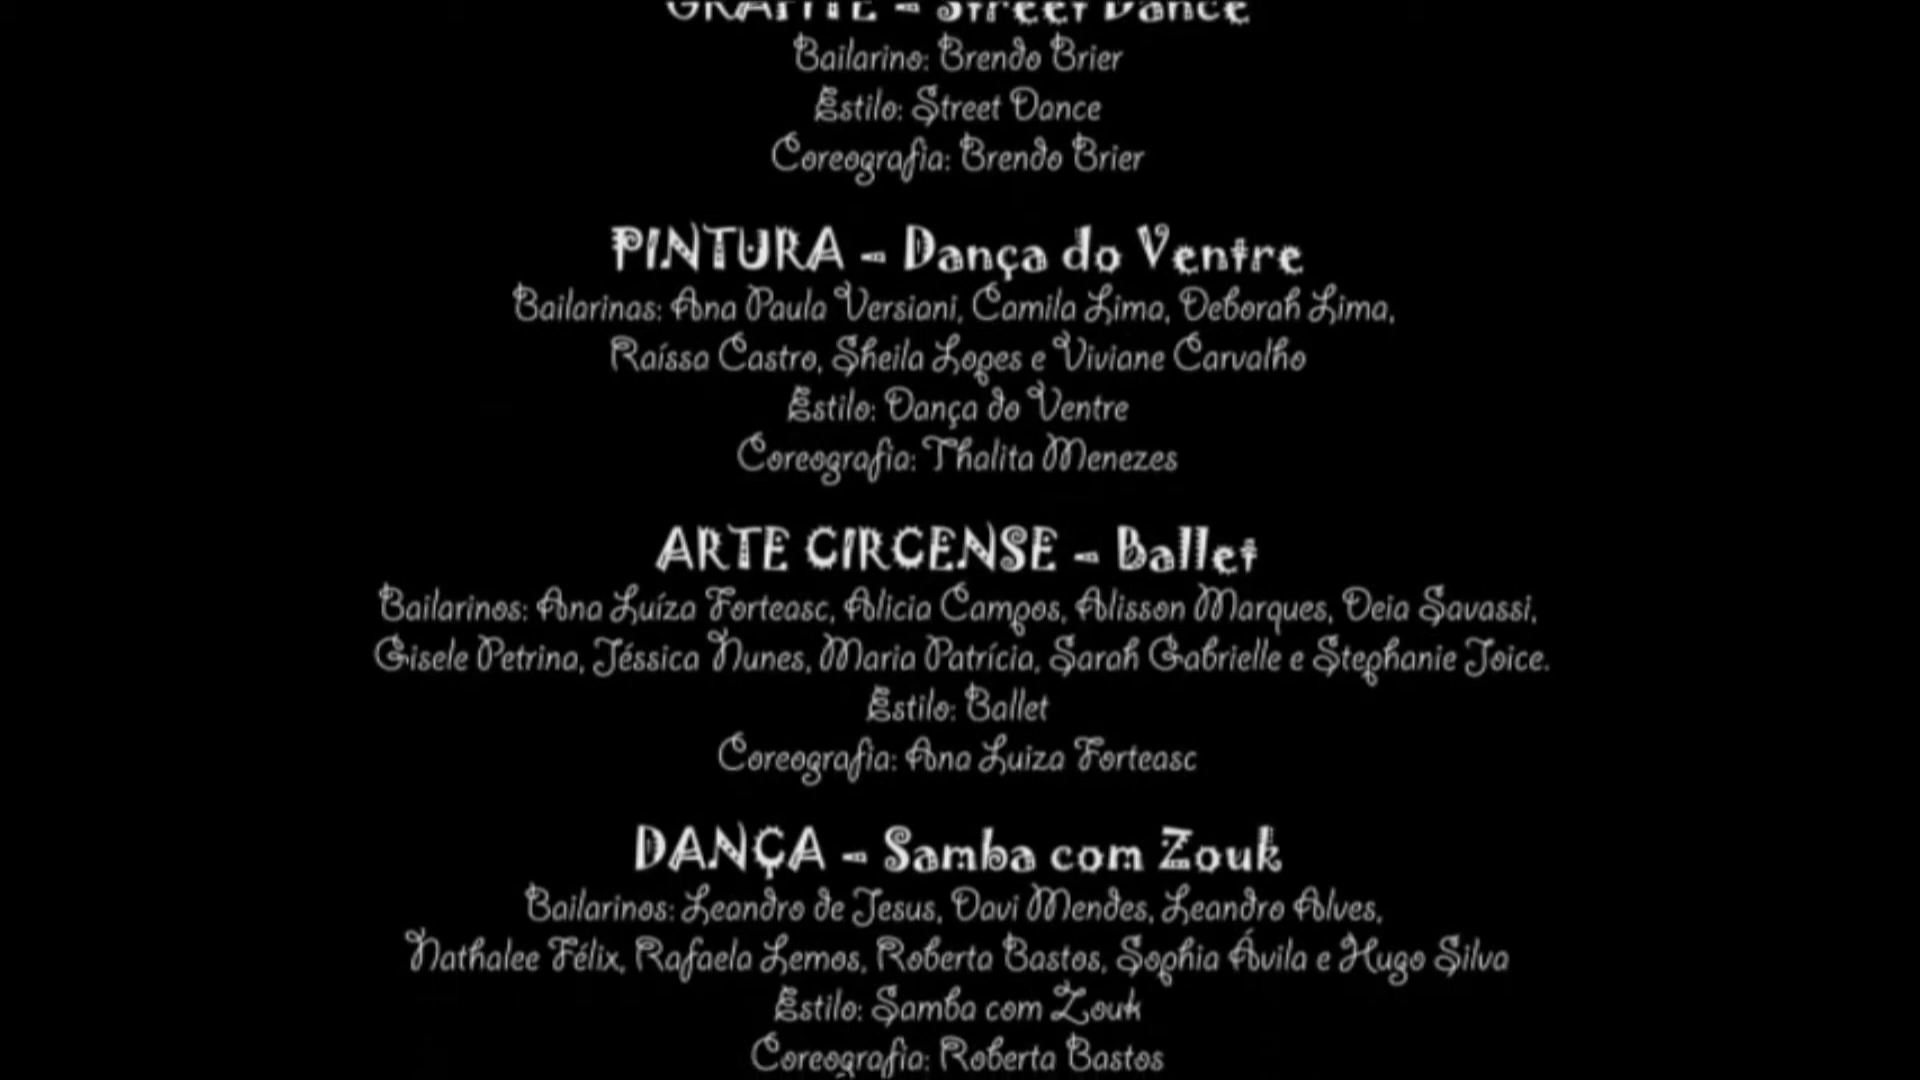 GRAFITE - Street Dance
Bailarino: Brendo Brier
Estilo: Street Dance
Coreografia: Brendo Brier
PINTURA - Dança do Ventre
Bailarinas: Ana Paula Versiani, Camila Lima, Deborah Lima,
Raíssa Castro, Sheila Lopes e Viviane Carvalho
Estilo: Dança do Ventre
Coreografia: Thalita Menezes
ARTE CIRCENSE - Ballet
Bailarinos: Ana Luíza Forteasc, Alicia Campos, Alisson Marques, Deia Savassi,
Gisele Petrina, Jéssica Nunes, Maria Patrícia, Sarah Gabrielle e Stephanie Joice.
Estilo: Ballet
Coreografia: Ana Luiza Forteasc
DANÇA - Samba com Zouk
Bailarinos: Leandro de Jesus, Davi Mendes, Leandro Alves,
Nathalee Félix, Rafaela Lemos, Roberta Bastos, Sophia Ávila e Hugo Silva
Estilo: Samba com Zouk
Coreografia: Roberta Bastos